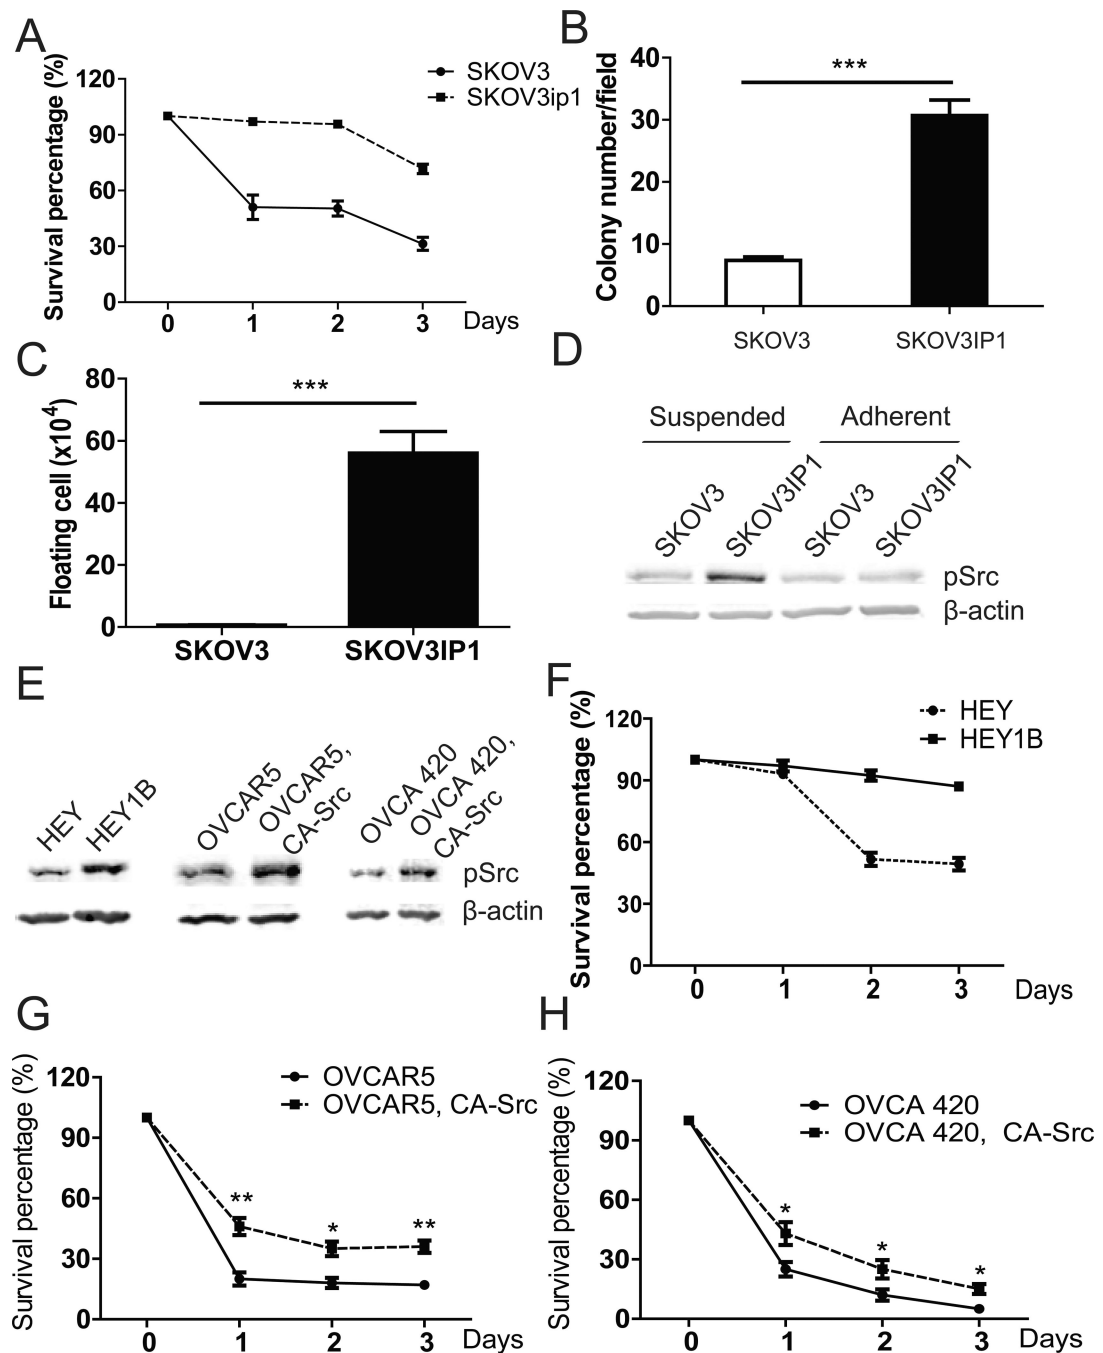 A
Survival percentage (%)
120
90
60
30
0
0 1 2 3 Days
SKOV3
SKOV3ip1
B
Colony number/field
40
30
20
10
0
***
SKOV3 SKOV3IP1
C
Floating cell (x10⁴)
80
60
40
20
0
***
SKOV3 SKOV3IP1
D
Suspended Adherent
SKOV3 SKOV3IP1 SKOV3 SKOV3IP1
pSrc
β-actin
E
HEY HEY1B OVCAR5 OVCAR5, CA-Src OVCA 420 OVCA 420, CA-Src
pSrc
β-actin
F
Survival percentage (%)
120
90
60
30
0
0 1 2 3 Days
HEY
HEY1B
G
Survival percentage (%)
120
90
60
30
0
0 1 2 3 Days
OVCAR5
OVCAR5, CA-Src
** * **
H
Survival percentage (%)
120
90
60
30
0
0 1 2 3 Days
OVCA 420
OVCA 420, CA-Src
* * *